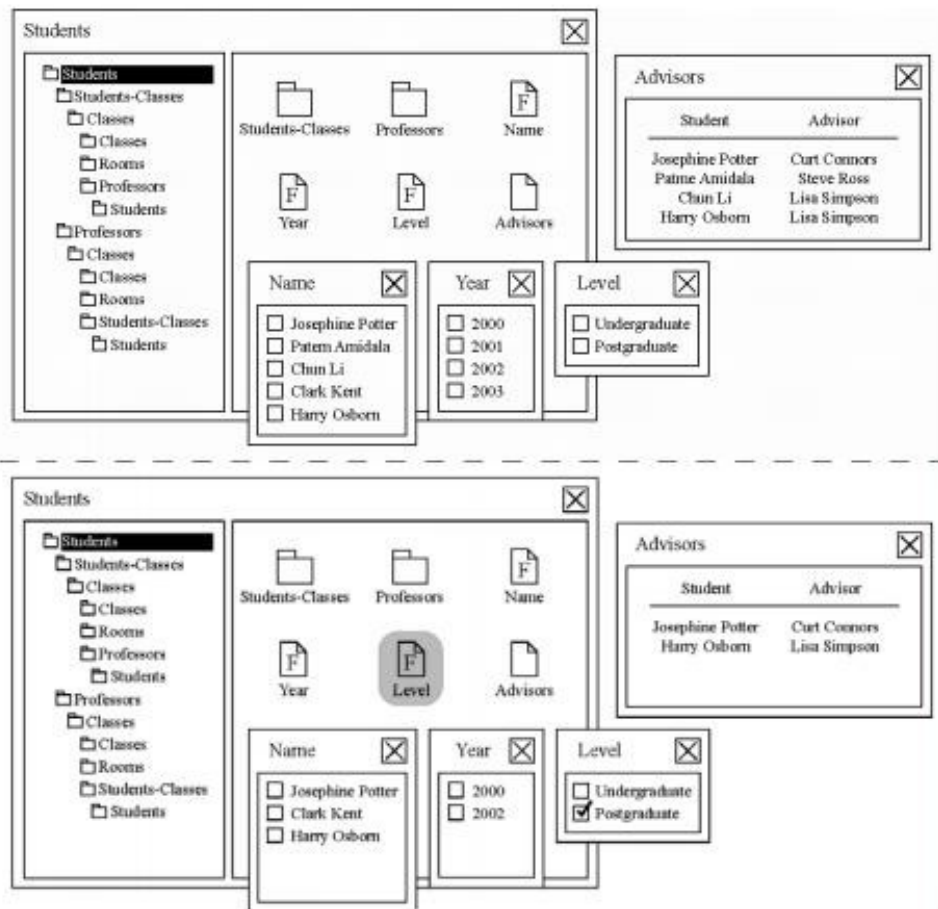 Students
Students
Students-Classes
Classes
Classes
Rooms
Professors
Students
Professors
Classes
Classes
Rooms
Students-Classes
Students
Students-Classes Professors F Name
F Year F Level Advisors
Advisors
Student Advisor
Josephine Potter Curt Connors
Patme Amidala Steve Ross
Chun Li Lisa Simpson
Harry Osborn Lisa Simpson
Name
Josephine Potter
Patem Amidala
Chun Li
Clark Kent
Harry Osborn
Year
2000
2001
2002
2003
Level
Undergraduate
Postgraduate
Students
Students
Students-Classes
Classes
Classes
Rooms
Professors
Students
Professors
Classes
Classes
Rooms
Students-Classes
Students
Students-Classes Professors F Name
F Year F Level Advisors
Advisors
Student Advisor
Josephine Potter Curt Connors
Harry Osborn Lisa Simpson
Name
Josephine Potter
Clark Kent
Harry Osborn
Year
2000
2002
Level
Undergraduate
Postgraduate